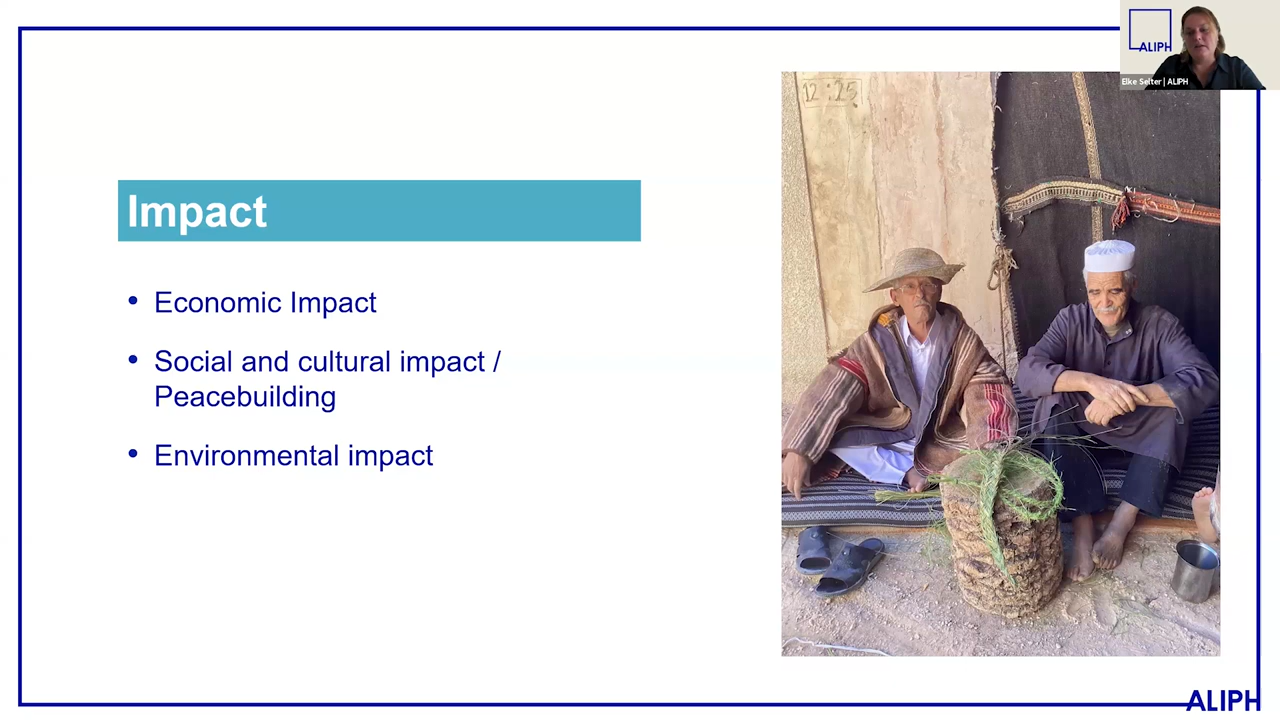 ALIPH
Elke Selter | ALIPH
12:25
Impact
• Economic Impact
• Social and cultural impact /
Peacebuilding
• Environmental impact
ALIPH